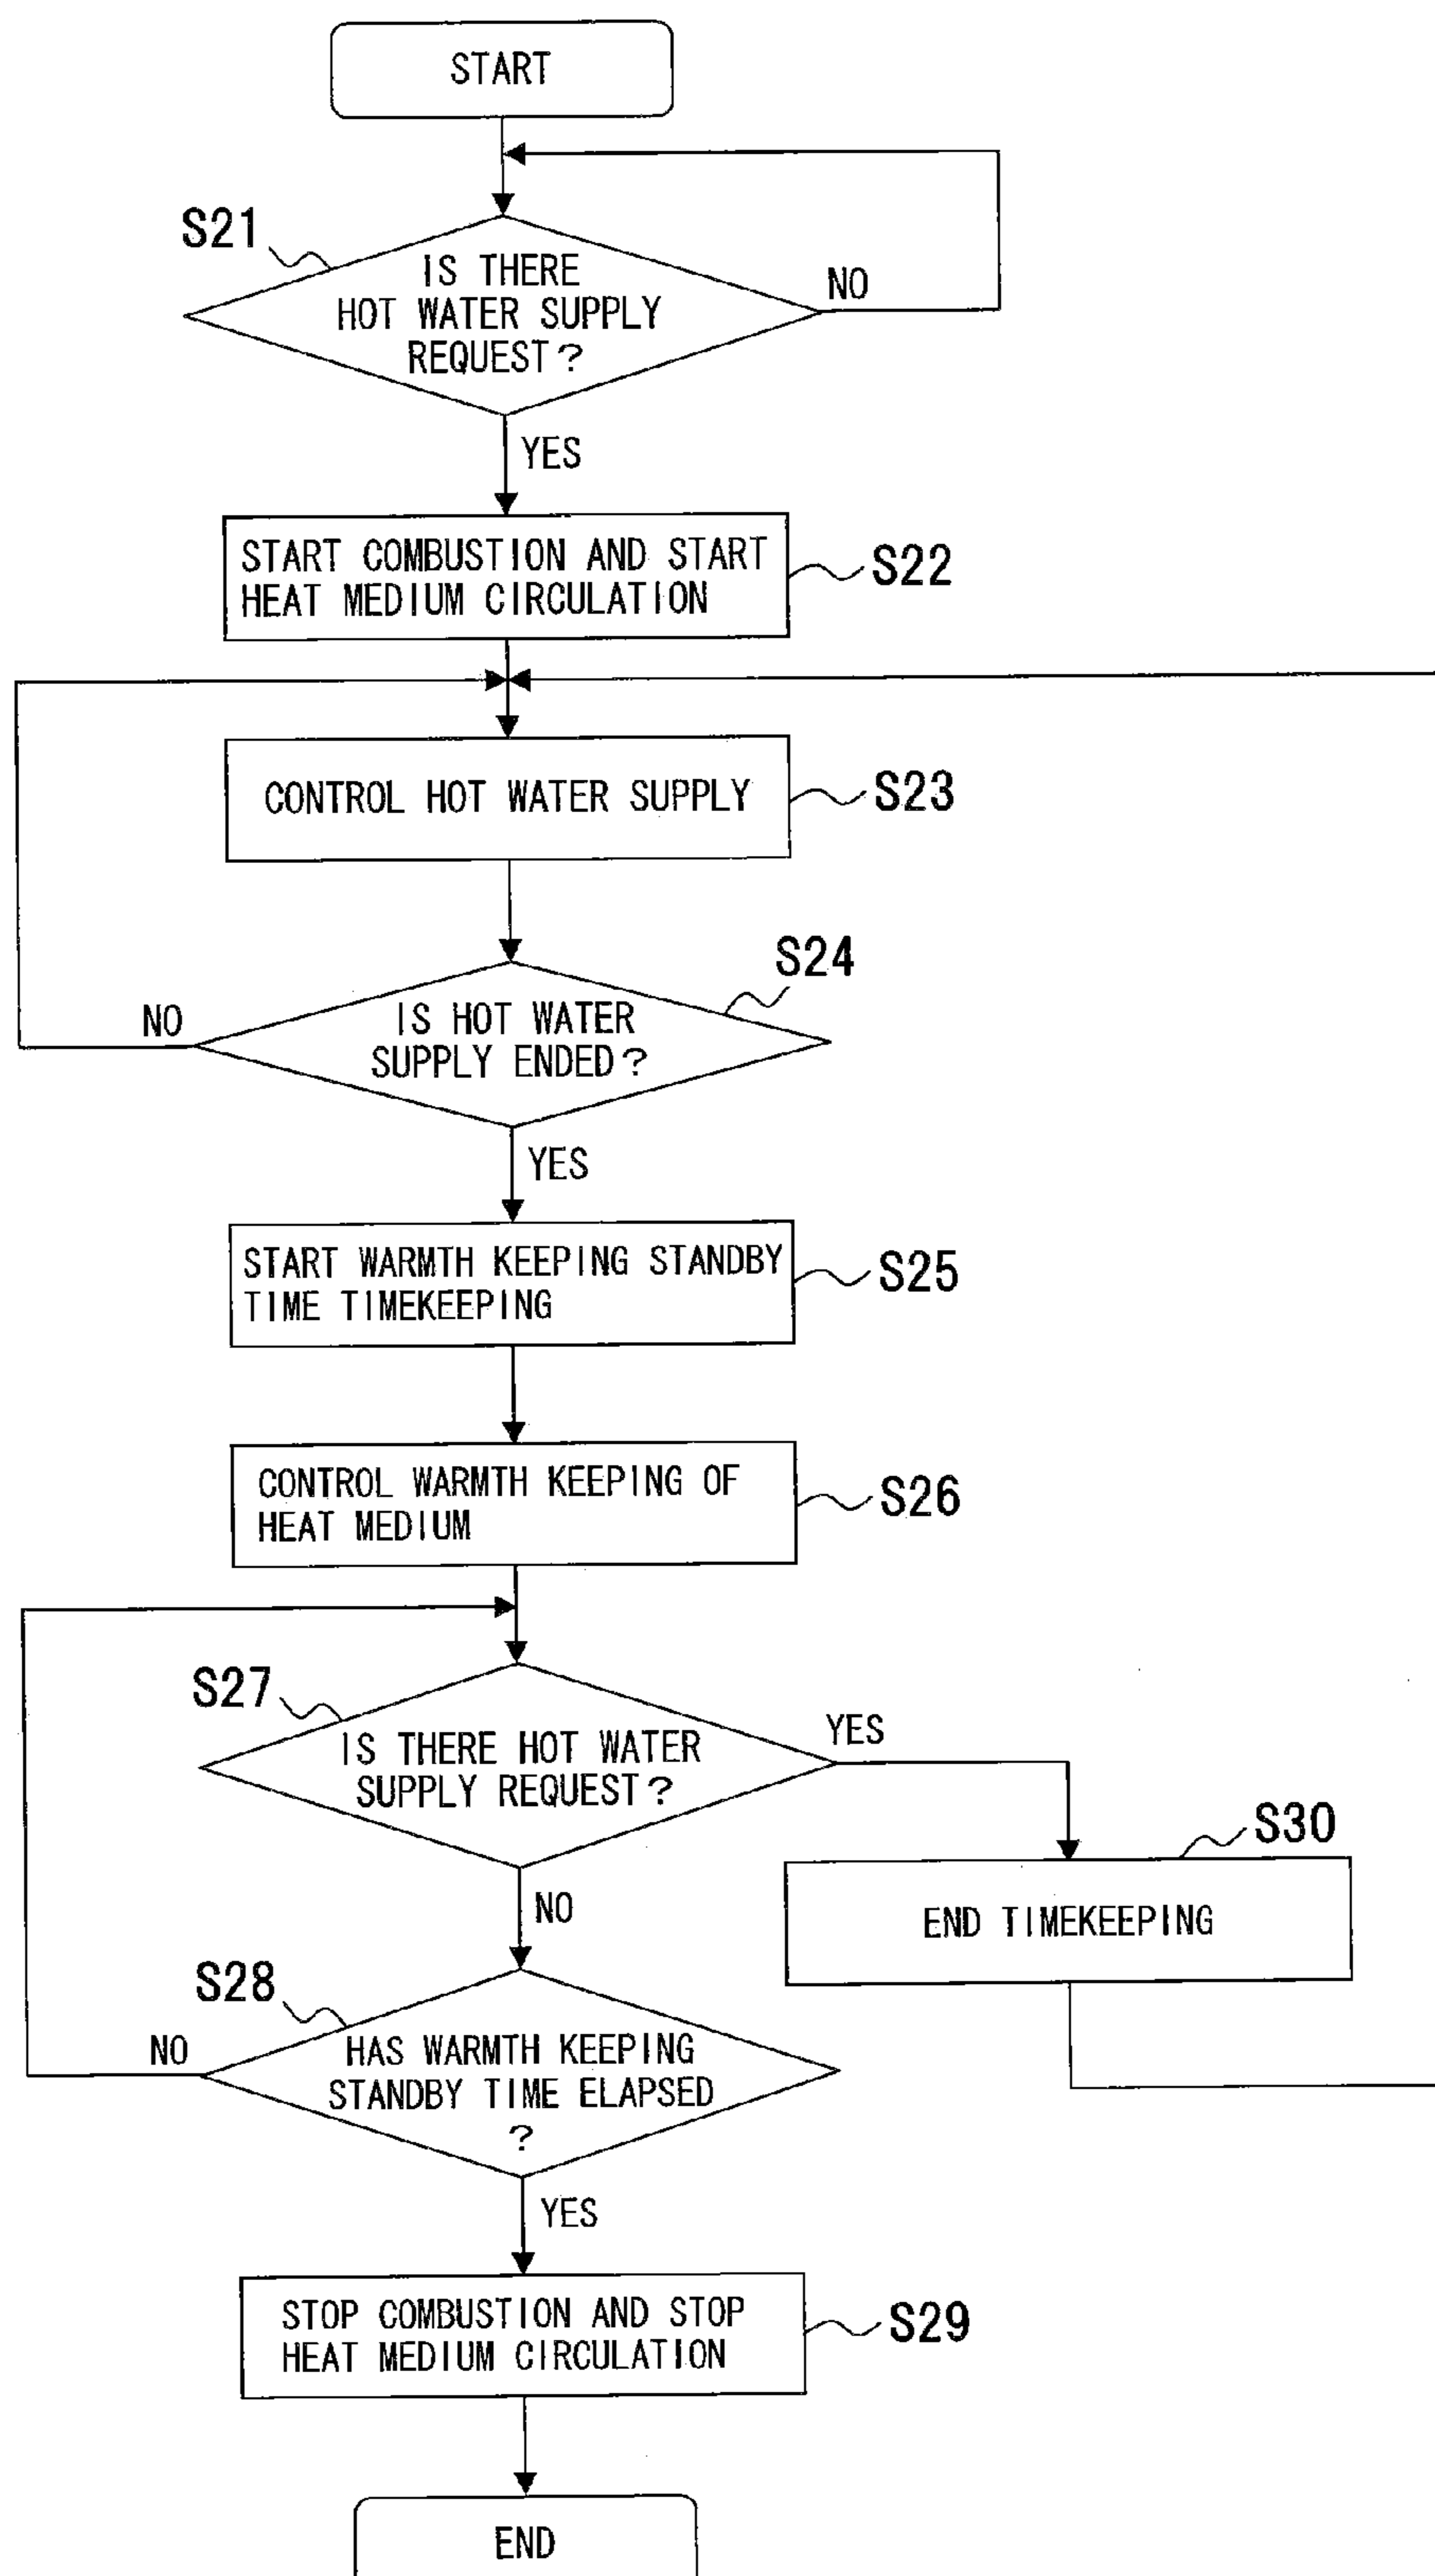 START
S21
IS THERE
HOT WATER SUPPLY
REQUEST?
NO
YES
START COMBUSTION AND START
HEAT MEDIUM CIRCULATION
S22
CONTROL HOT WATER SUPPLY
S23
S24
IS HOT WATER
SUPPLY ENDED?
NO
YES
START WARMTH KEEPING STANDBY
TIME TIMEKEEPING
S25
CONTROL WARMTH KEEPING OF
HEAT MEDIUM
S26
S27
IS THERE HOT WATER
SUPPLY REQUEST?
YES
S30
END TIMEKEEPING
NO
S28
HAS WARMTH KEEPING
STANDBY TIME ELAPSED
?
NO
YES
STOP COMBUSTION AND STOP
HEAT MEDIUM CIRCULATION
S29
END